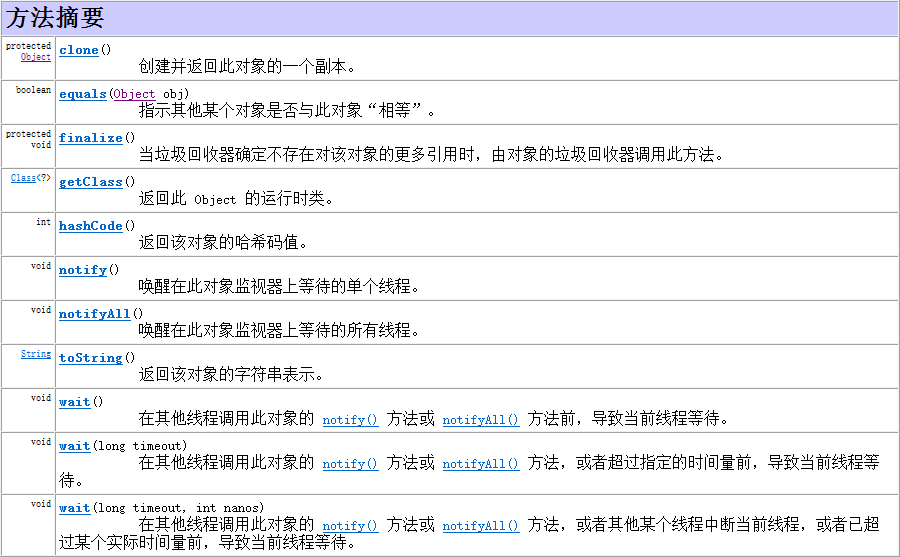 方法摘要
protected
Object
clone()
创建并返回此对象的一个副本。
boolean
equals(Object obj)
指示其他某个对象是否与此对象“相等”。
protected
void
finalize()
当垃圾回收器确定不存在对该对象的更多引用时，由对象的垃圾回收器调用此方法。
Class<?>
getClass()
返回此 Object 的运行时类。
int
hashCode()
返回该对象的哈希码值。
void
notify()
唤醒在此对象监视器上等待的单个线程。
void
notifyAll()
唤醒在此对象监视器上等待的所有线程。
String
toString()
返回该对象的字符串表示。
void
wait()
在其他线程调用此对象的 notify() 方法或 notifyAll() 方法前，导致当前线程等待。
void
wait(long timeout)
在其他线程调用此对象的 notify() 方法或 notifyAll() 方法，或者超过指定的时间量前，导致当前线程等
待。
void
wait(long timeout, int nanos)
在其他线程调用此对象的 notify() 方法或 notifyAll() 方法，或者其他某个线程中断当前线程，或者已超
过某个实际时间量前，导致当前线程等待。